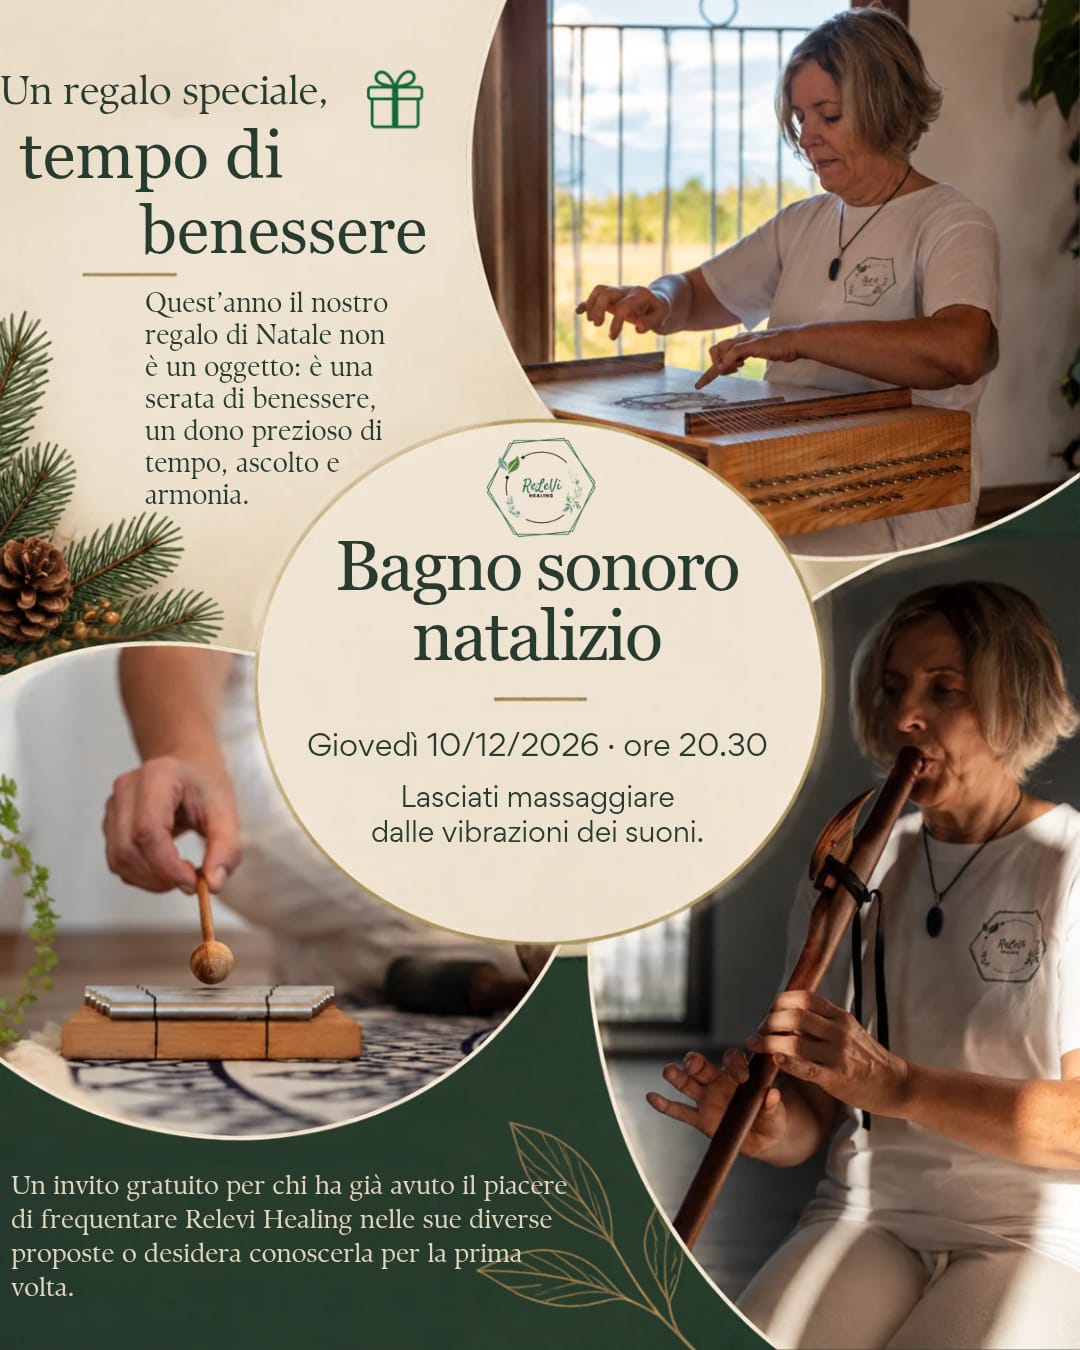 Un regalo speciale,
tempo di
benessere
Quest'anno il nostro
regalo di Natale non
è un oggetto: è una
serata di benessere,
un dono prezioso di
tempo, ascolto e
armonia.
ReLeVi
HEALING
Bagno sonoro
natalizio
Giovedì 10/12/2026 · ore 20.30
Lasciati massaggiare
dalle vibrazioni dei suoni.
ReLeVi
HEALING
Un invito gratuito per chi ha già avuto il piacere
di frequentare Relevi Healing nelle sue diverse
proposte o desidera conoscerla per la prima
volta.